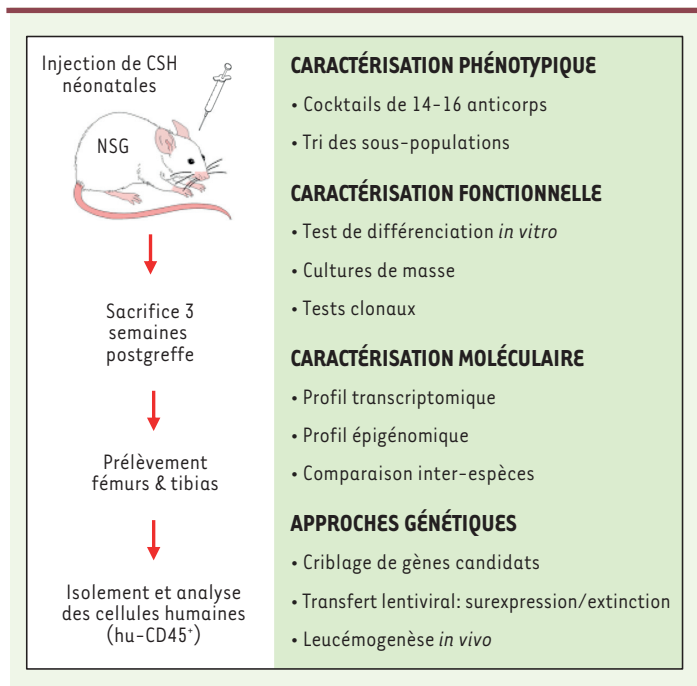 Injection de CSH
néonatales
NSG
Sacrifice 3
semaines
postgreffe
Prélèvement
fémurs & tibias
Isolement et analyse
des cellules humaines
(hu-CD45⁺)
CARACTÉRISATION PHÉNOTYPIQUE
• Cocktails de 14-16 anticorps
• Tri des sous-populations
CARACTÉRISATION FONCTIONNELLE
• Test de différenciation in vitro
• Cultures de masse
• Tests clonaux
CARACTÉRISATION MOLÉCULAIRE
• Profil transcriptomique
• Profil épigénomique
• Comparaison inter-espèces
APPROCHES GÉNÉTIQUES
• Criblage de gènes candidats
• Transfert lentiviral: surexpression/extinction
• Leucémogenèse in vivo